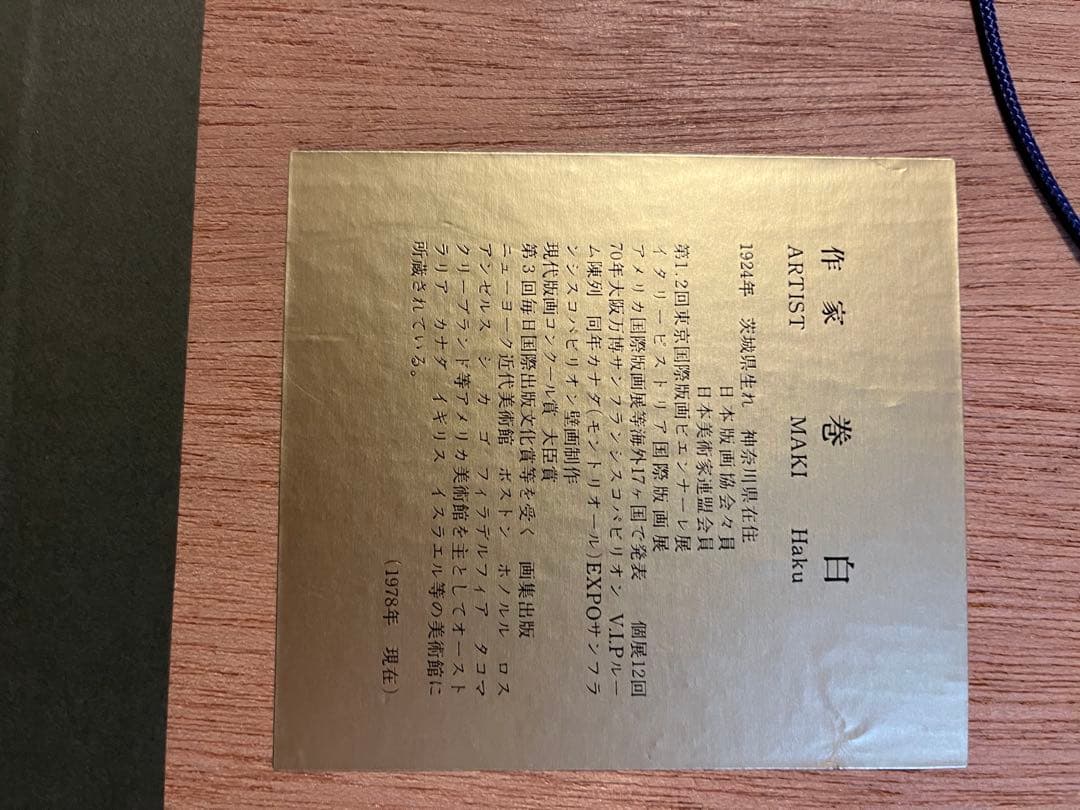 作家 巻 白
ARTIST MAKI Haku
1924年 茨城県生れ 神奈川県在住
日本版画協会々員
日本美術家連盟会員
第1.2回東京国際版画ビエンナーレ展
イタリービストリア国際版画展
アメリカ国際版画展等海外17ヶ国で発表 個展12回
70年大阪万博サンフランシスコパビリオン V.I.Pルー
ム陳列 同年カナダ(モントリオール)EXPOサンフラ
ンシスコパビリオン壁画制作
現代版画コンクール賞 大臣賞
第3回毎日国際出版文化賞等を受く 画集出版
ニューヨーク近代美術館 ボストン ホノルル ロス
アンゼルス シカゴ フィラデルフィア タコマ
クリーブランド等アメリカ美術館を主としてオースト
ラリア カナダ イギリス イスラエル等の美術館に
所蔵されている。
(1978年 現在)